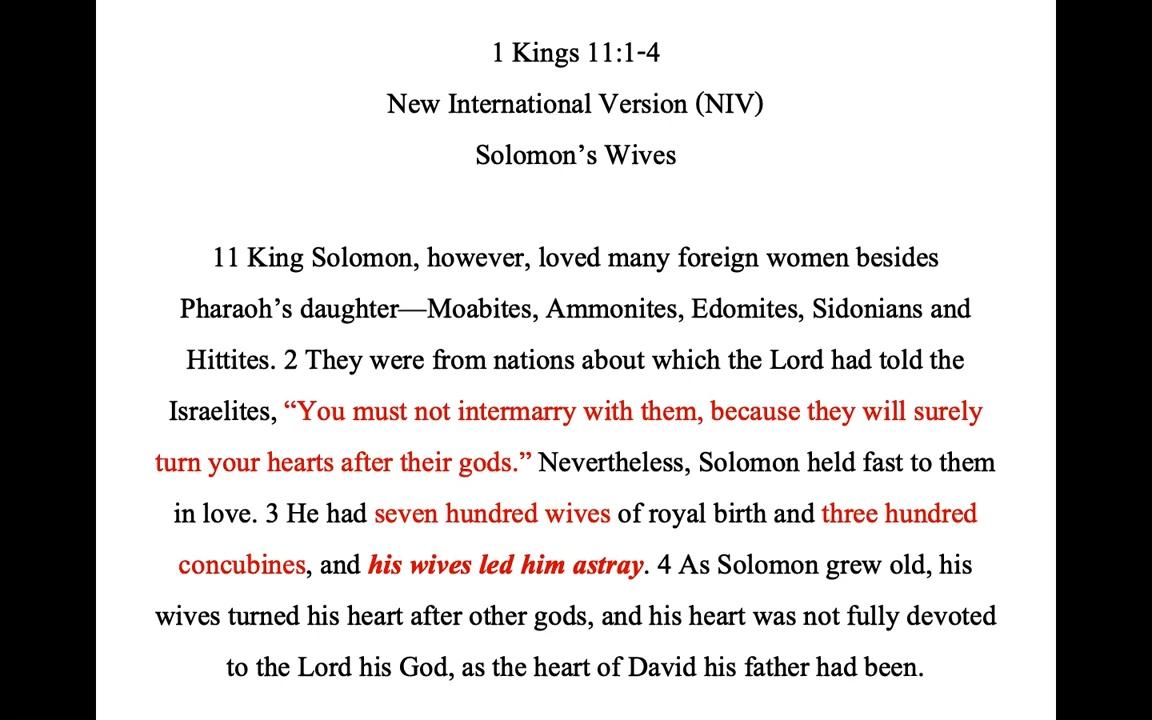 1 Kings 11:1-4
New International Version (NIV)
Solomon’s Wives
11 King Solomon, however, loved many foreign women besides
Pharaoh’s daughter—Moabites, Ammonites, Edomites, Sidonians and
Hittites. 2 They were from nations about which the Lord had told the
Israelites, “You must not intermarry with them, because they will surely
turn your hearts after their gods.” Nevertheless, Solomon held fast to them
in love. 3 He had seven hundred wives of royal birth and three hundred
concubines, and his wives led him astray. 4 As Solomon grew old, his
wives turned his heart after other gods, and his heart was not fully devoted
to the Lord his God, as the heart of David his father had been.